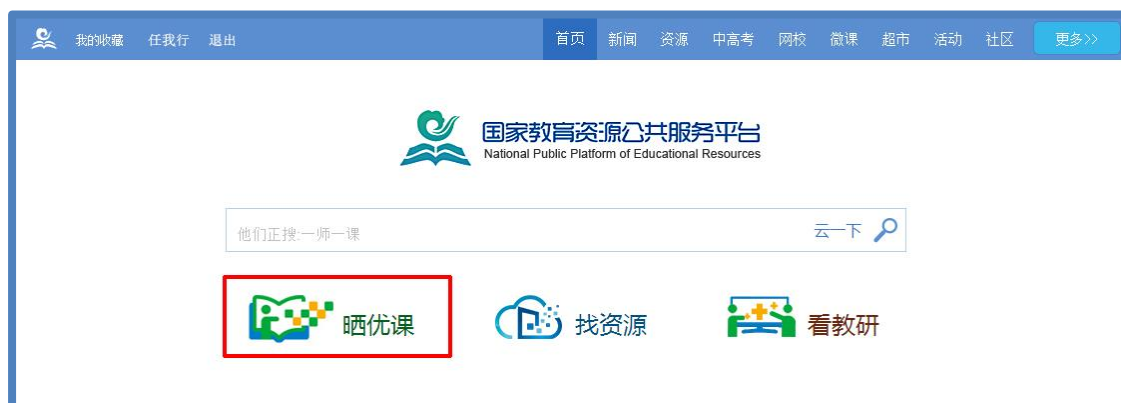 我的收藏 任我行 退出 首页 新闻 资源 中高考 网校 微课 超市 活动 社区 更多>>
国家教育资源公共服务平台
National Public Platform of Educational Resources
他们正搜:一师一课 云一下
晒优课 找资源 看教研